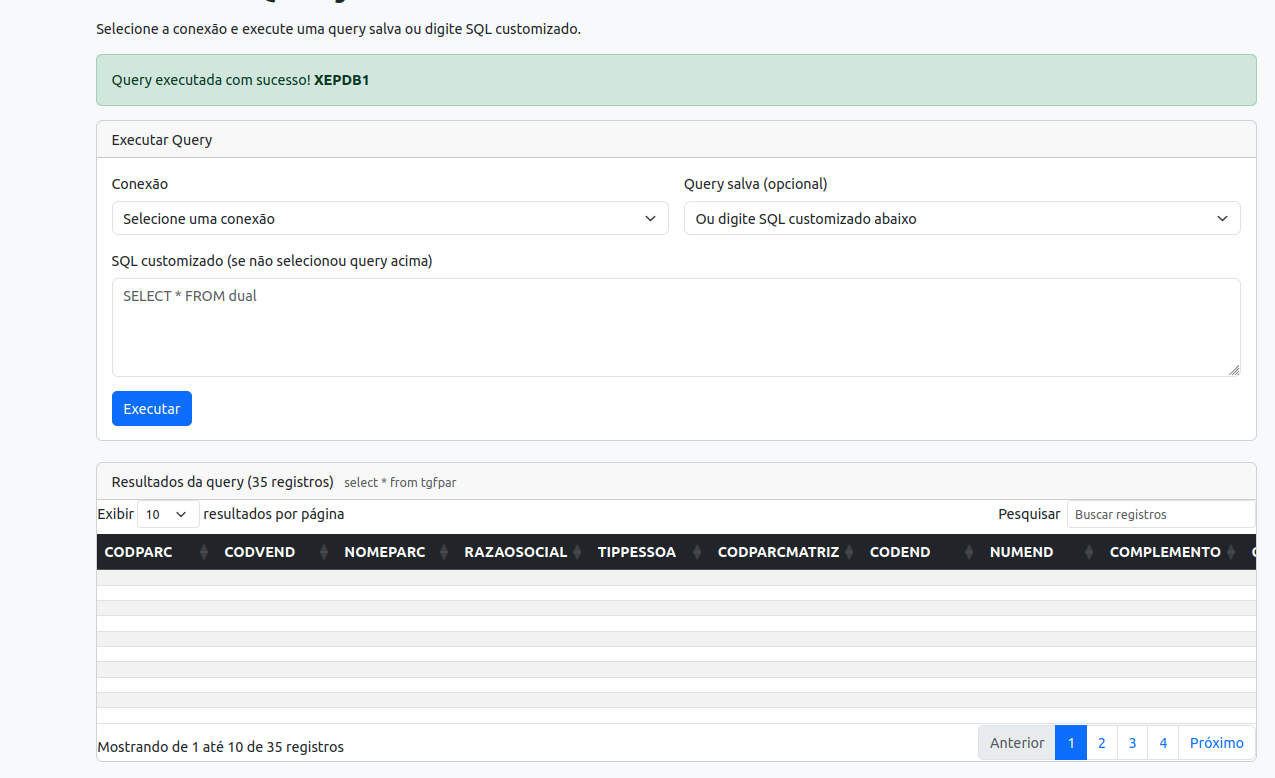 Selecione a conexão e execute uma query salva ou digite SQL customizado.
Query executada com sucesso! XEPDB1
Executar Query
Conexão
Query salva (opcional)
Selecione uma conexão
Ou digite SQL customizado abaixo
SQL customizado (se não selecionou query acima)
SELECT * FROM dual
Executar
Resultados da query (35 registros) select * from tgfpar
Exibir 10 resultados por página
Pesquisar Buscar registros
CODPARC CODVEND NOMEPARC RAZAOSOCIAL TIPPESSOA CODPARCMATRIZ CODEND NUMEND COMPLEMENTO
Mostrando de 1 até 10 de 35 registros
Anterior 1 2 3 4 Próximo